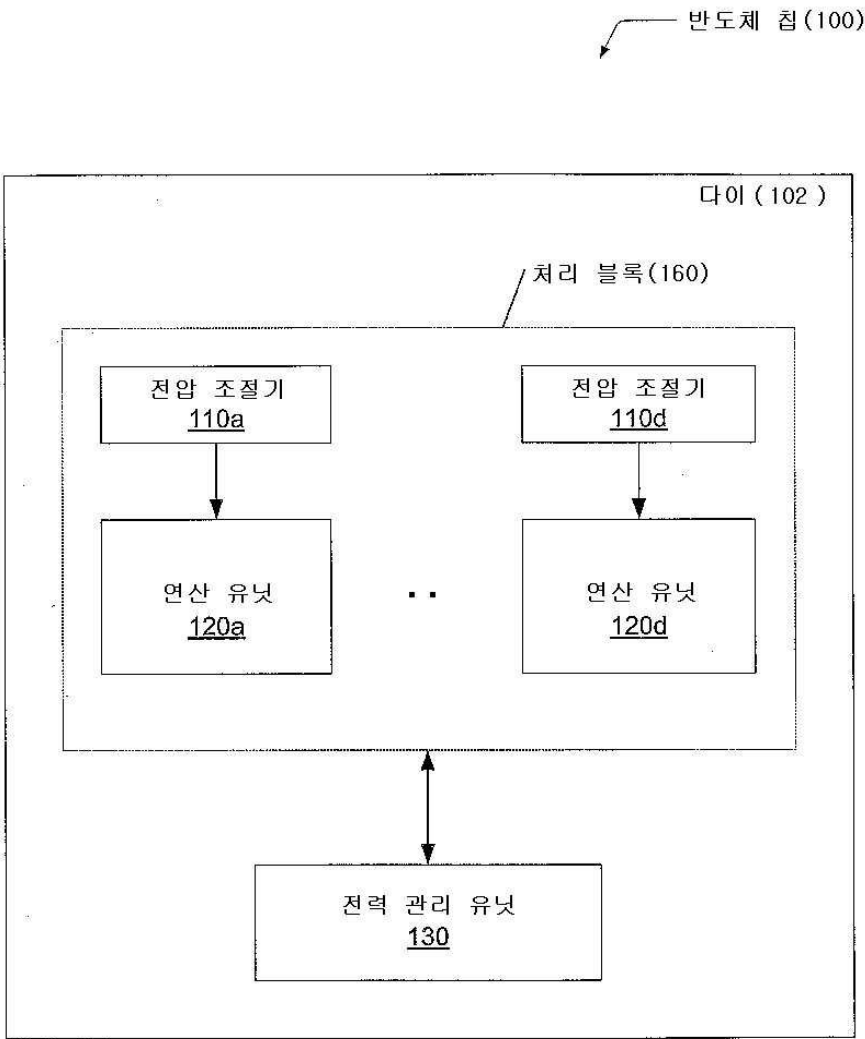 반도체 칩(100)
다이(102)
처리 블록(160)
전압 조절기
110a
전압 조절기
110d
연산 유닛
120a
..
연산 유닛
120d
전력 관리 유닛
130